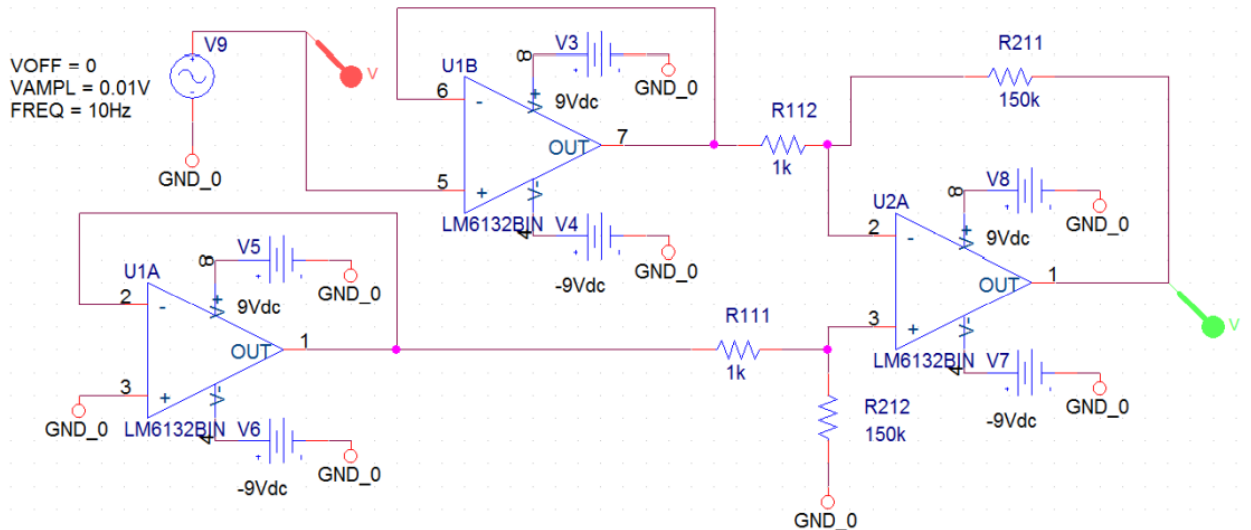 V9
VOFF = 0
VAMPL = 0.01V
FREQ = 10Hz
GND_0
V
U1B
8
V3
V+
9Vdc
GND_0
6
-
OUT
7
5
+
V-
4
V4
LM6132BIN
-9Vdc
GND_0
R112
1k
R211
150k
U1A
8
V5
V+
9Vdc
GND_0
2
-
OUT
1
3
+
GND_0
V-
4
V6
LM6132BIN
-9Vdc
GND_0
R111
1k
R212
150k
GND_0
U2A
8
V8
V+
9Vdc
GND_0
2
-
OUT
1
3
+
V-
4
V7
LM6132BIN
-9Vdc
GND_0
V